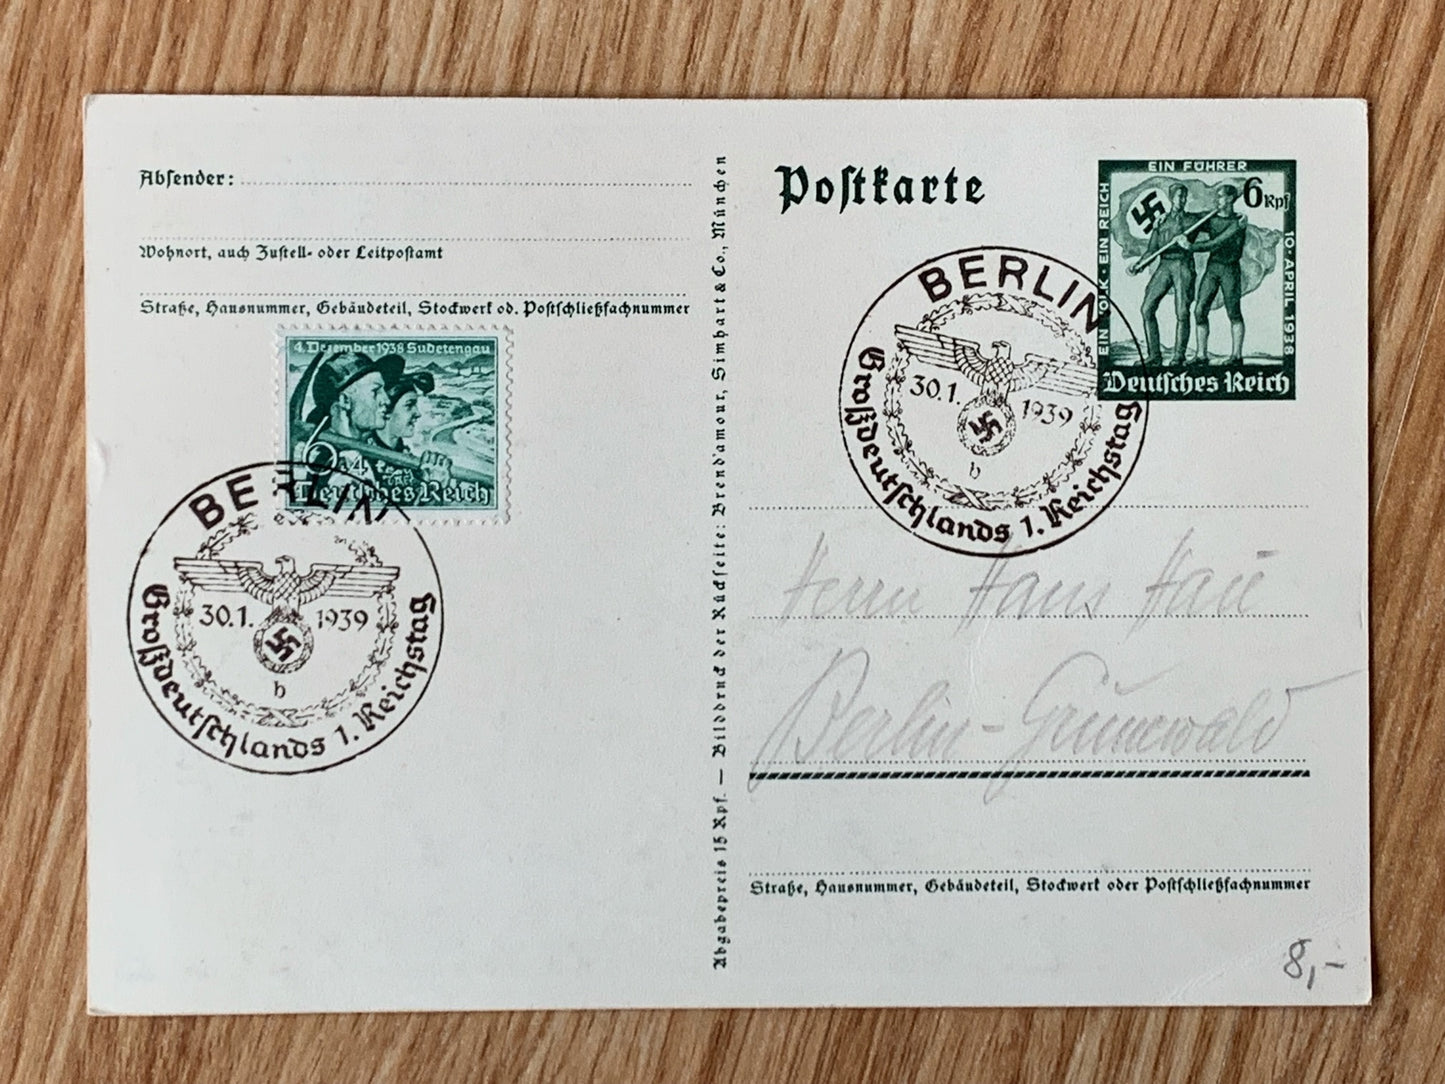 Absender:
Wohnort, auch Zustell- oder Leitpostamt
Straße, Hausnummer, Gebäudeteil, Stockwerk od. Postschließfachnummer
4. Dezember 1938 Sudetengau
6+4
Deutsches Reich
BERLIN
30.1. 1939
b
Großdeutschlands 1. Reichstag
Abgabepreis 15 Rpf. — Bilddruck der Rückseite: Brend'amour, Simhart & Co., München
Postkarte
EIN VOLK · EIN REICH
EIN FÜHRER
10. APRIL 1938
6 Rpf
Deutsches Reich
BERLIN
30.1. 1939
b
Großdeutschlands 1. Reichstag
Herrn Hans
Berlin-Grunewald
Straße, Hausnummer, Gebäudeteil, Stockwerk oder Postschließfachnummer
8,-